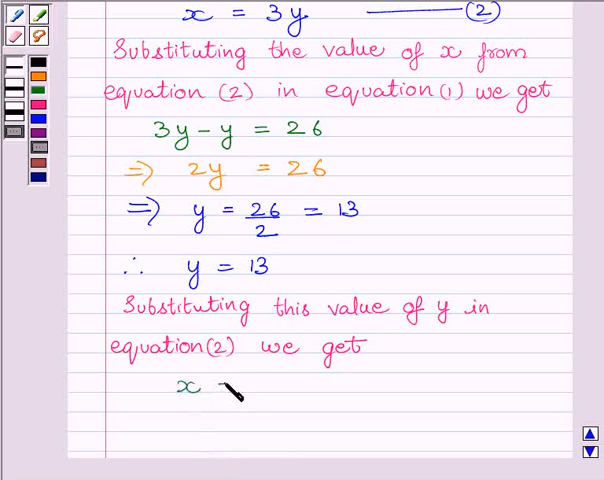 x = 3y ——— (2)
Substituting the value of x from
equation (2) in equation (1) we get
3y - y = 26
⇒ 2y = 26
⇒ y = 26/2 = 13
∴ y = 13
Substituting this value of y in
equation (2) we get
x